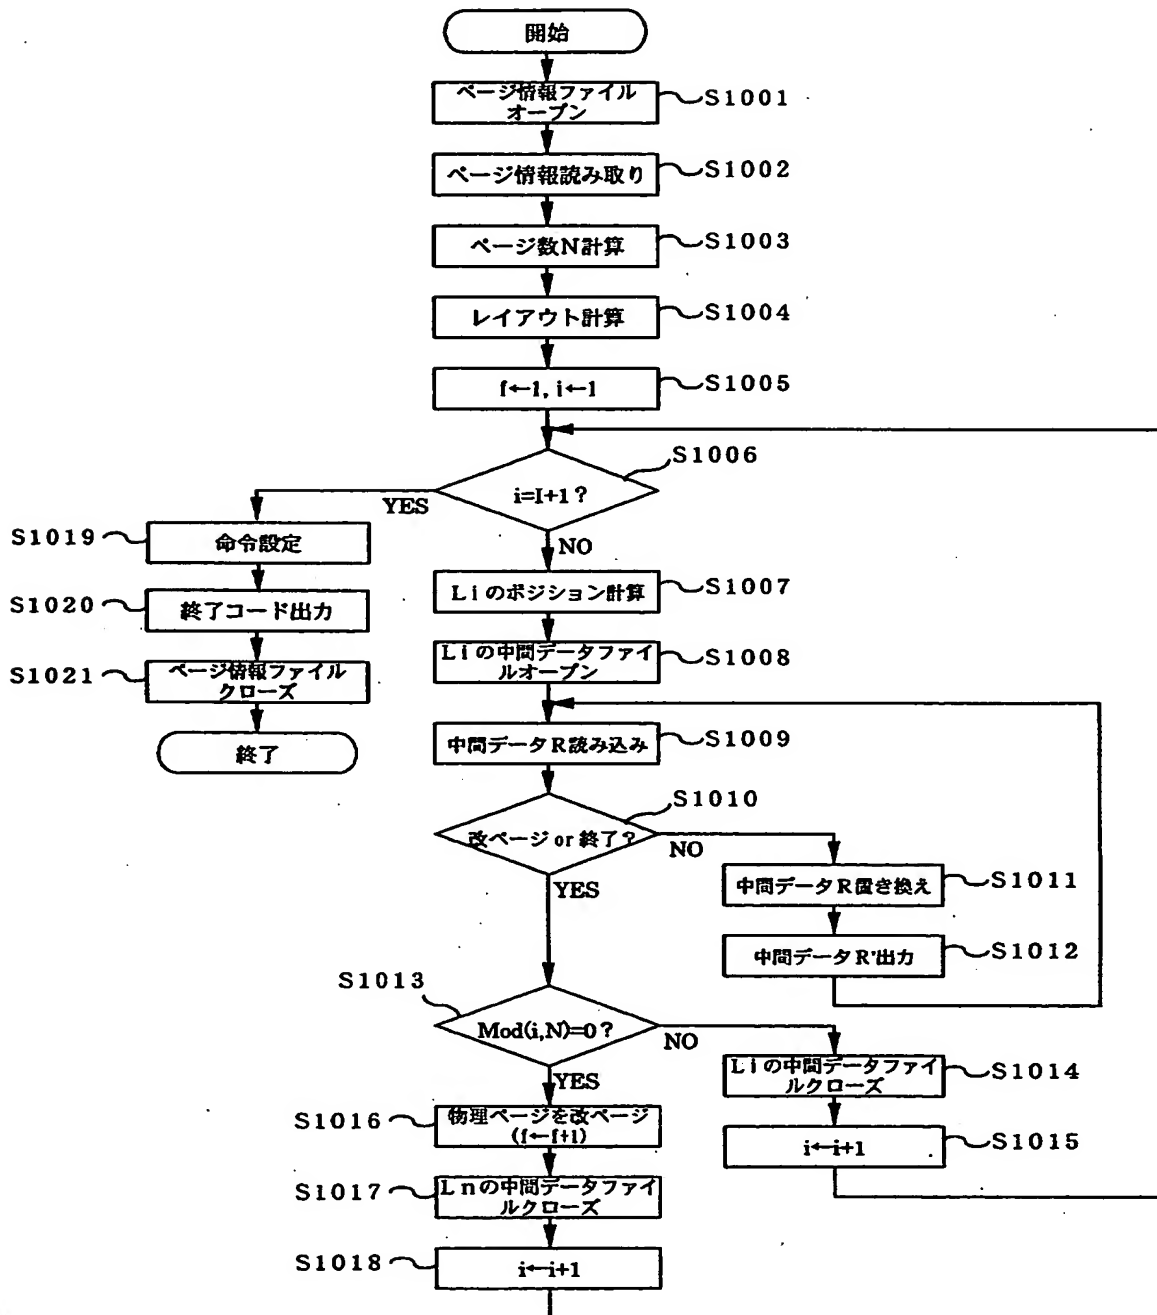 開始
ページ情報ファイル
オープン
S1001
ページ情報読み取り
S1002
ページ数N計算
S1003
レイアウト計算
S1004
f←1, i←1
S1005
S1006
i=I+1?
YES
NO
S1019
命令設定
S1020
終了コード出力
S1021
ページ情報ファイル
クローズ
終了
Liのポジション計算
S1007
Liの中間データファイ
ルオープン
S1008
中間データR読み込み
S1009
S1010
改ページ or 終了?
NO
YES
中間データR置き換え
S1011
中間データR'出力
S1012
S1013
Mod(i,N)=0?
NO
YES
Liの中間データファイ
ルクローズ
S1014
i←i+1
S1015
S1016
物理ページを改ページ
(f←f+1)
S1017
Lnの中間データファイ
ルクローズ
S1018
i←i+1